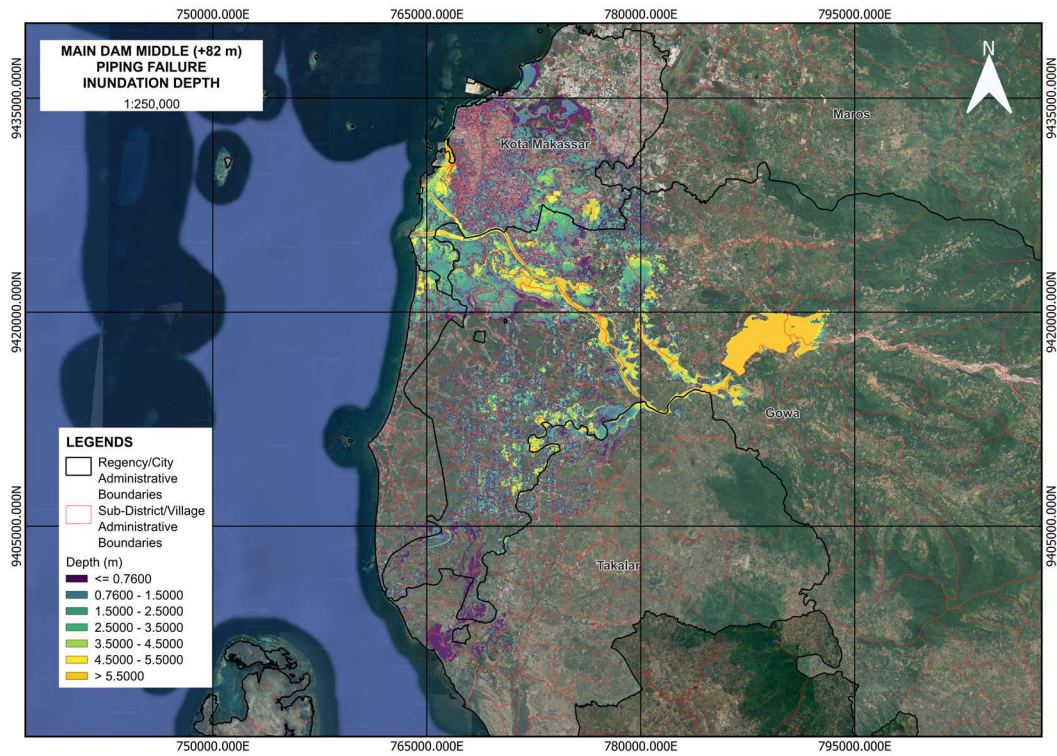 750000.000E 765000.000E 780000.000E 795000.000E
MAIN DAM MIDDLE (+82 m)
PIPING FAILURE
INUNDATION DEPTH
1:250,000
N
9435000.000N 9435000.000N
Maros
Kota Makassar
9420000.000N 9420000.000N
Gowa
LEGENDS
Regency/City
Administrative
Boundaries
Sub-District/Village
Administrative
Boundaries
9405000.000N 9405000.000N
Takalar
Depth (m)
<= 0.7600
0.7600 - 1.5000
1.5000 - 2.5000
2.5000 - 3.5000
3.5000 - 4.5000
4.5000 - 5.5000
> 5.5000
750000.000E 765000.000E 780000.000E 795000.000E